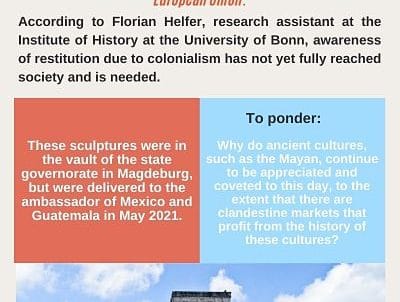 European Union.
According to Florian Helfer, research assistant at the
Institute of History at the University of Bonn, awareness
of restitution due to colonialism has not yet fully reached
society and is needed.
These sculptures were in
the vault of the state
governorate in Magdeburg,
but were delivered to the
ambassador of Mexico and
Guatemala in May 2021.
To ponder:
Why do ancient cultures,
such as the Mayan, continue
to be appreciated and
coveted to this day, to the
extent that there are
clandestine markets that
profit from the history of
these cultures?